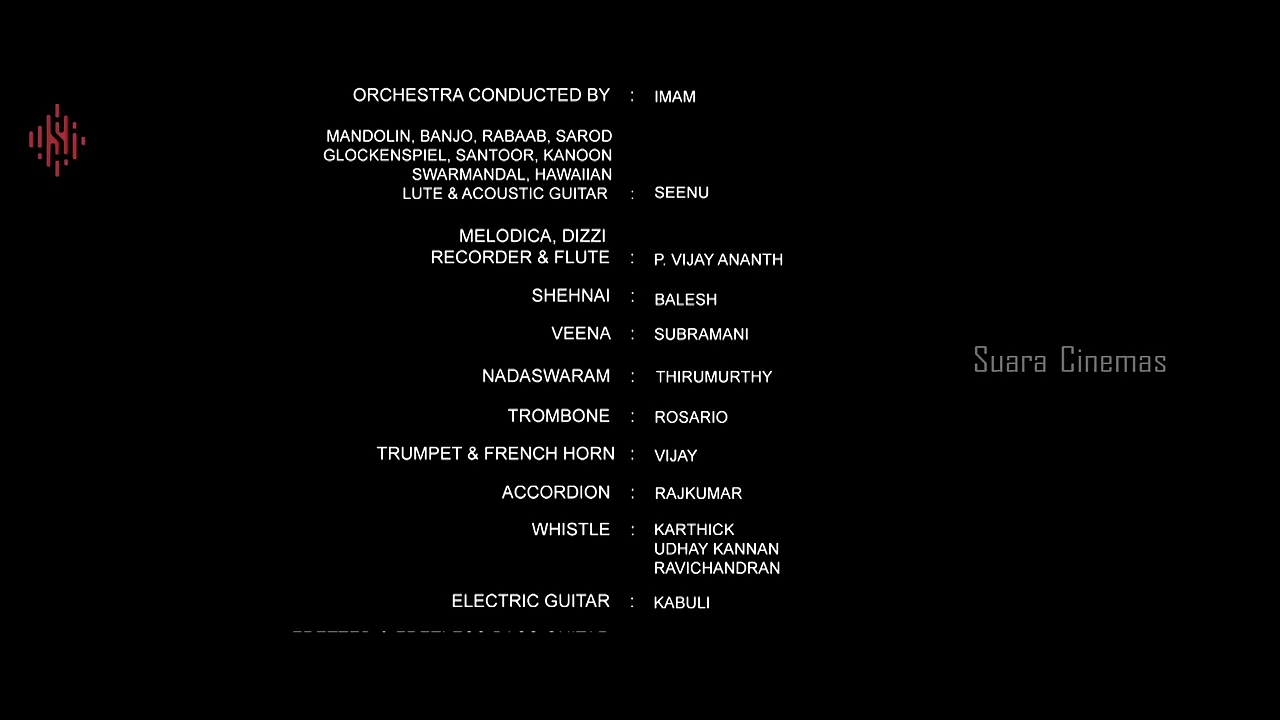 ORCHESTRA CONDUCTED BY : IMAM
MANDOLIN, BANJO, RABAAB, SAROD
GLOCKENSPIEL, SANTOOR, KANOON
SWARMANDAL, HAWAIIAN
LUTE & ACOUSTIC GUITAR : SEENU
MELODICA, DIZZI
RECORDER & FLUTE : P. VIJAY ANANTH
SHEHNAI : BALESH
VEENA : SUBRAMANI
Suara Cinemas
NADASWARAM : THIRUMURTHY
TROMBONE : ROSARIO
TRUMPET & FRENCH HORN : VIJAY
ACCORDION : RAJKUMAR
WHISTLE : KARTHICK
UDHAY KANNAN
RAVICHANDRAN
ELECTRIC GUITAR : KABULI